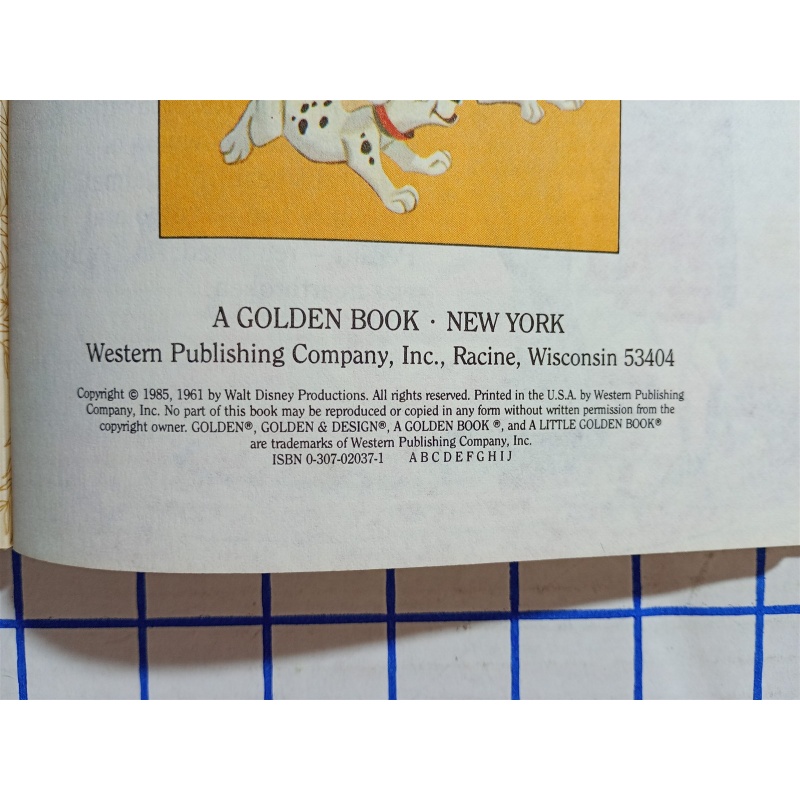 A GOLDEN BOOK · NEW YORK
Western Publishing Company, Inc., Racine, Wisconsin 53404
Copyright © 1985, 1961 by Walt Disney Productions. All rights reserved. Printed in the U.S.A. by Western Publishing
Company, Inc. No part of this book may be reproduced or copied in any form without written permission from the
copyright owner. GOLDEN®, GOLDEN & DESIGN®, A GOLDEN BOOK ®, and A LITTLE GOLDEN BOOK®
are trademarks of Western Publishing Company, Inc.
ISBN 0-307-02037-1 A B C D E F G H I J